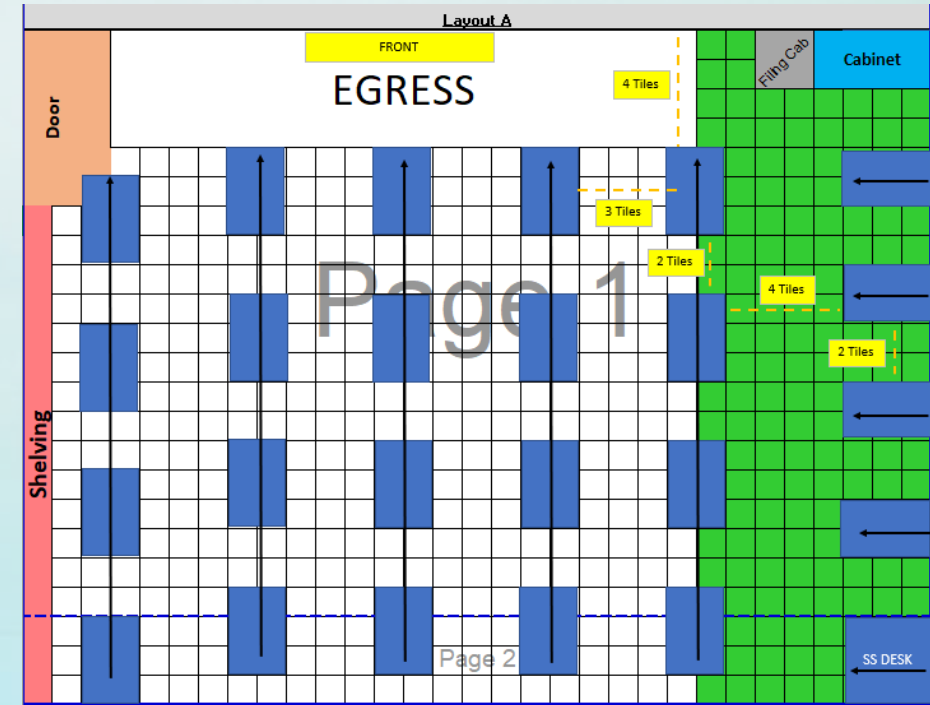 Layout A
FRONT
EGRESS
Door
4 Tiles
Filing Cab
Cabinet
3 Tiles
2 Tiles
4 Tiles
Page 1
2 Tiles
Shelving
Page 2
SS DESK